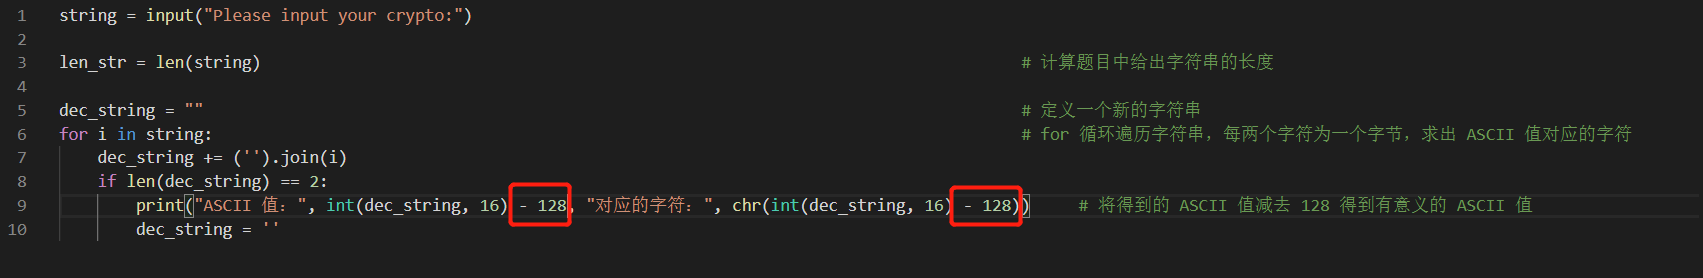 1 string = input("Please input your crypto:")
2
3 len_str = len(string) # 计算题目中给出字符串的长度
4
5 dec_string = "" # 定义一个新的字符串
6 for i in string: # for 循环遍历字符串，每两个字符为一个字节，求出 ASCII 值对应的字符
7 dec_string += ('').join(i)
8 if len(dec_string) == 2:
9 print("ASCII 值：", int(dec_string, 16) - 128, "对应的字符：", chr(int(dec_string, 16) - 128)) # 将得到的 ASCII 值减去 128 得到有意义的 ASCII 值
10 dec_string = ''